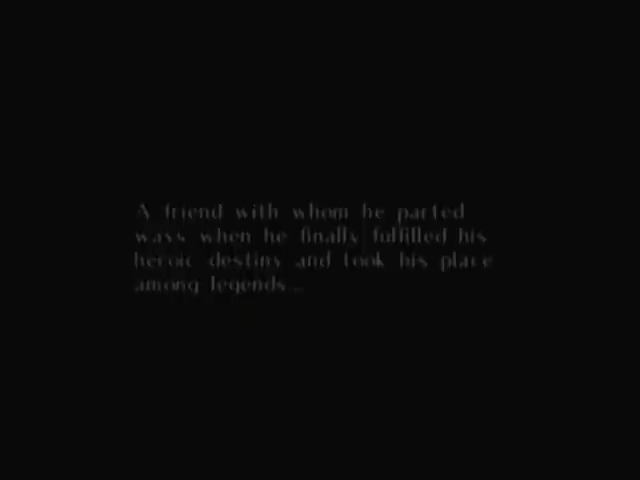 A friend with whom he parted
ways when he finally fulfilled his
heroic destiny and took his place
among legends...